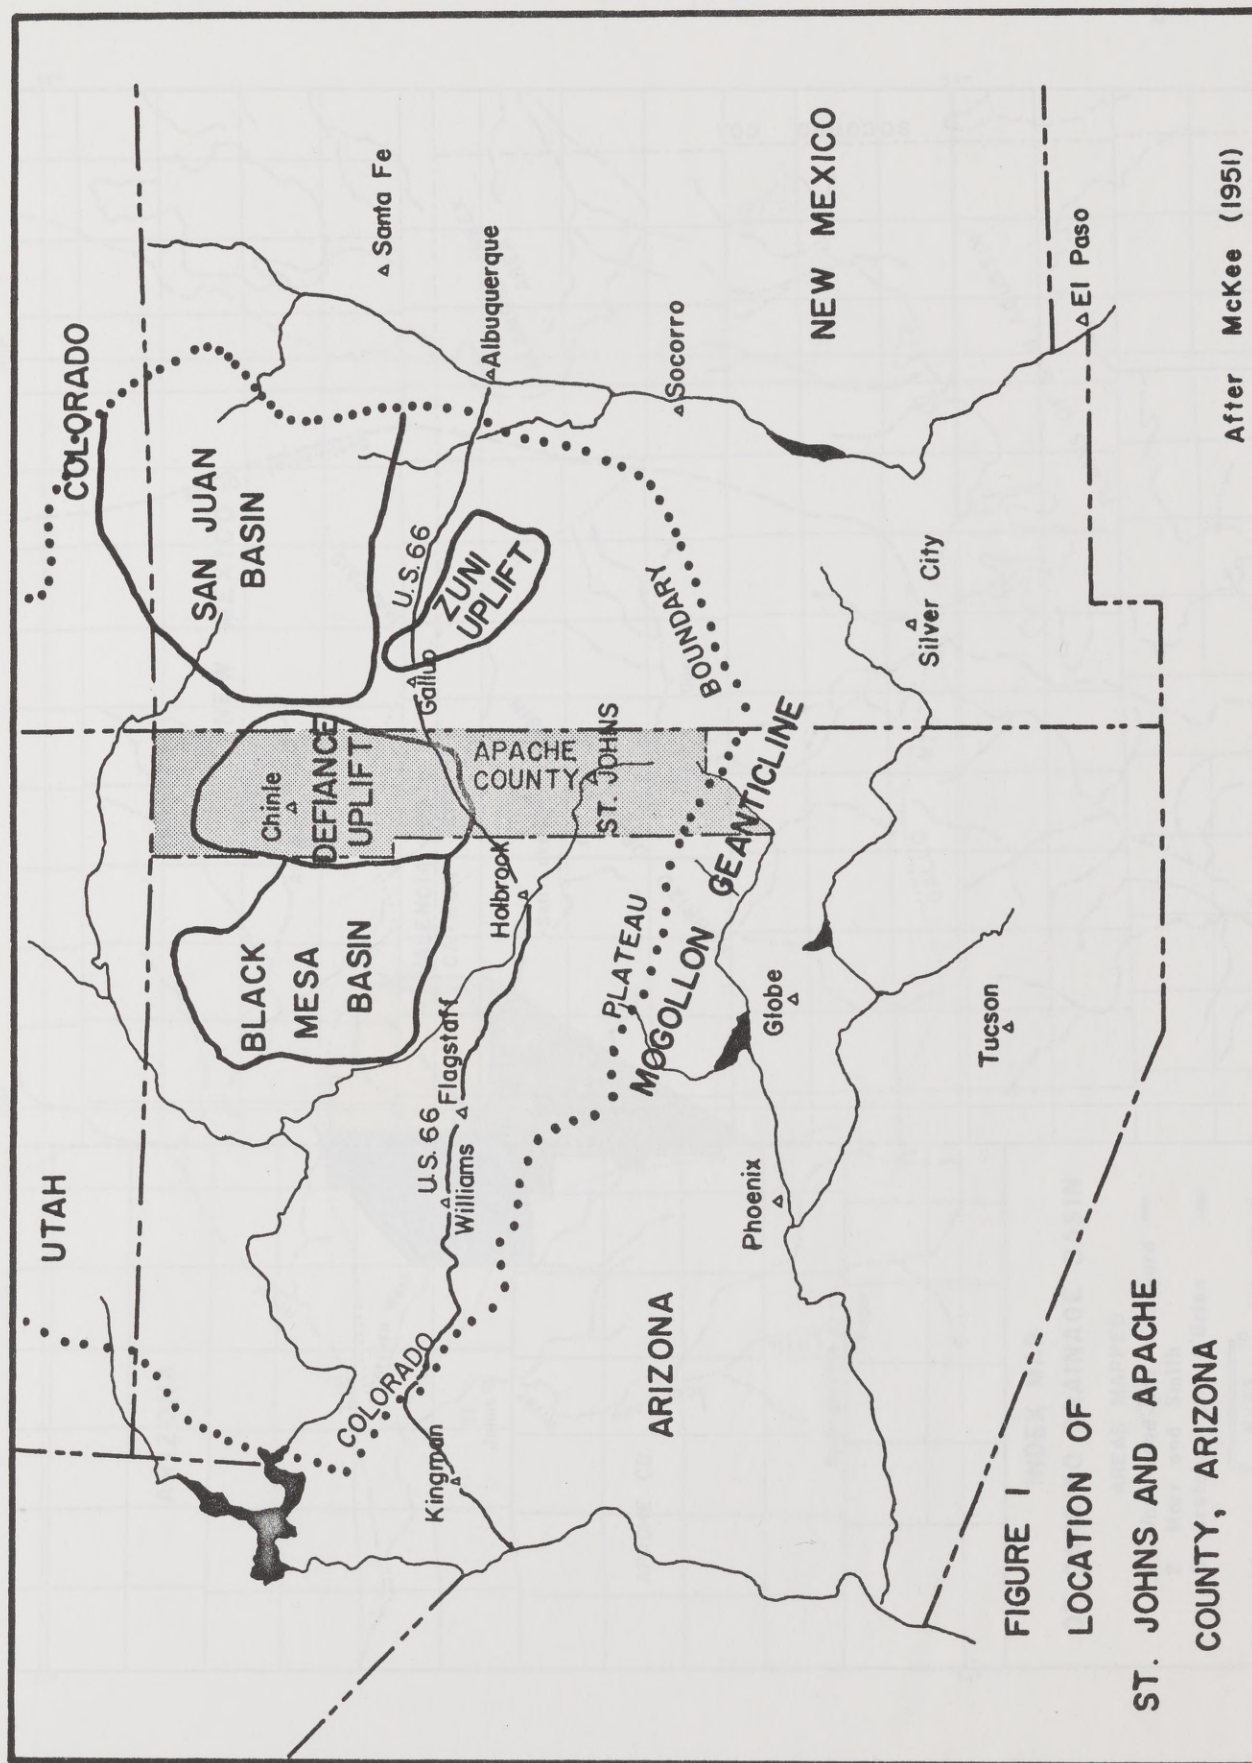 UTAH
COLORADO
SAN JUAN
BASIN
Santa Fe
Chinle
DEFIANCE
UPLIFT
BLACK
MESA
BASIN
U.S. 66
Gallup
ZUNI
UPLIFT
Albuquerque
COLORADO
Kingman
U.S. 66
Williams
Flagstaff
Holbrook
APACHE
COUNTY
ST. JOHNS
PLATEAU
BOUNDARY
Socorro
MOGOLLON
GEANTICLINE
ARIZONA
Phoenix
Globe
NEW MEXICO
Silver City
Tucson
El Paso
FIGURE I
LOCATION OF
ST. JOHNS AND APACHE
COUNTY, ARIZONA
After McKee (1951)